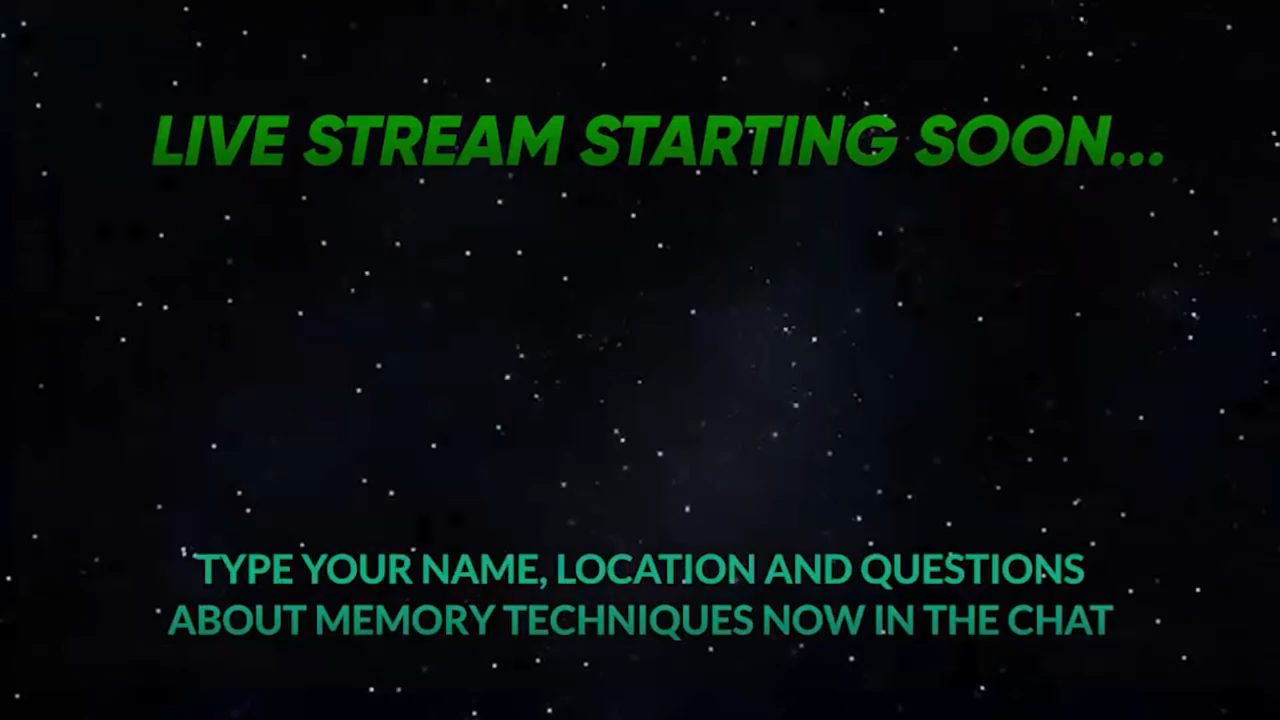 LIVE STREAM STARTING SOON...
TYPE YOUR NAME, LOCATION AND QUESTIONS
ABOUT MEMORY TECHNIQUES NOW IN THE CHAT